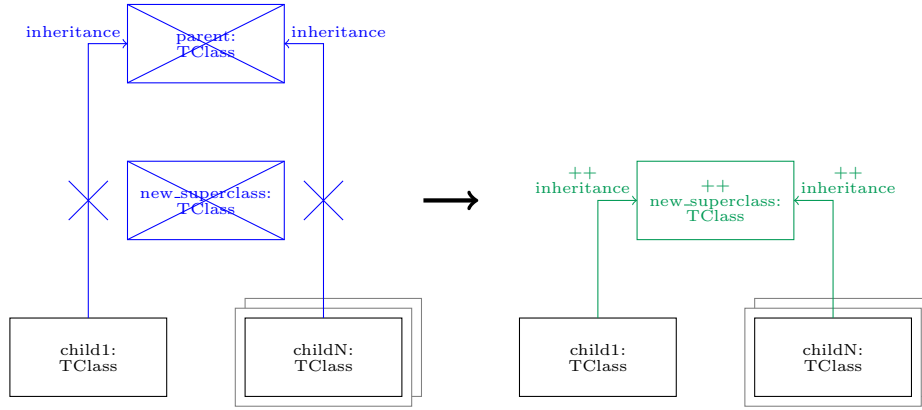 inheritance
parent:
TClass
inheritance
new_superclass:
TClass
child1:
TClass
childN:
TClass
++
inheritance
++
new_superclass:
TClass
++
inheritance
child1:
TClass
childN:
TClass